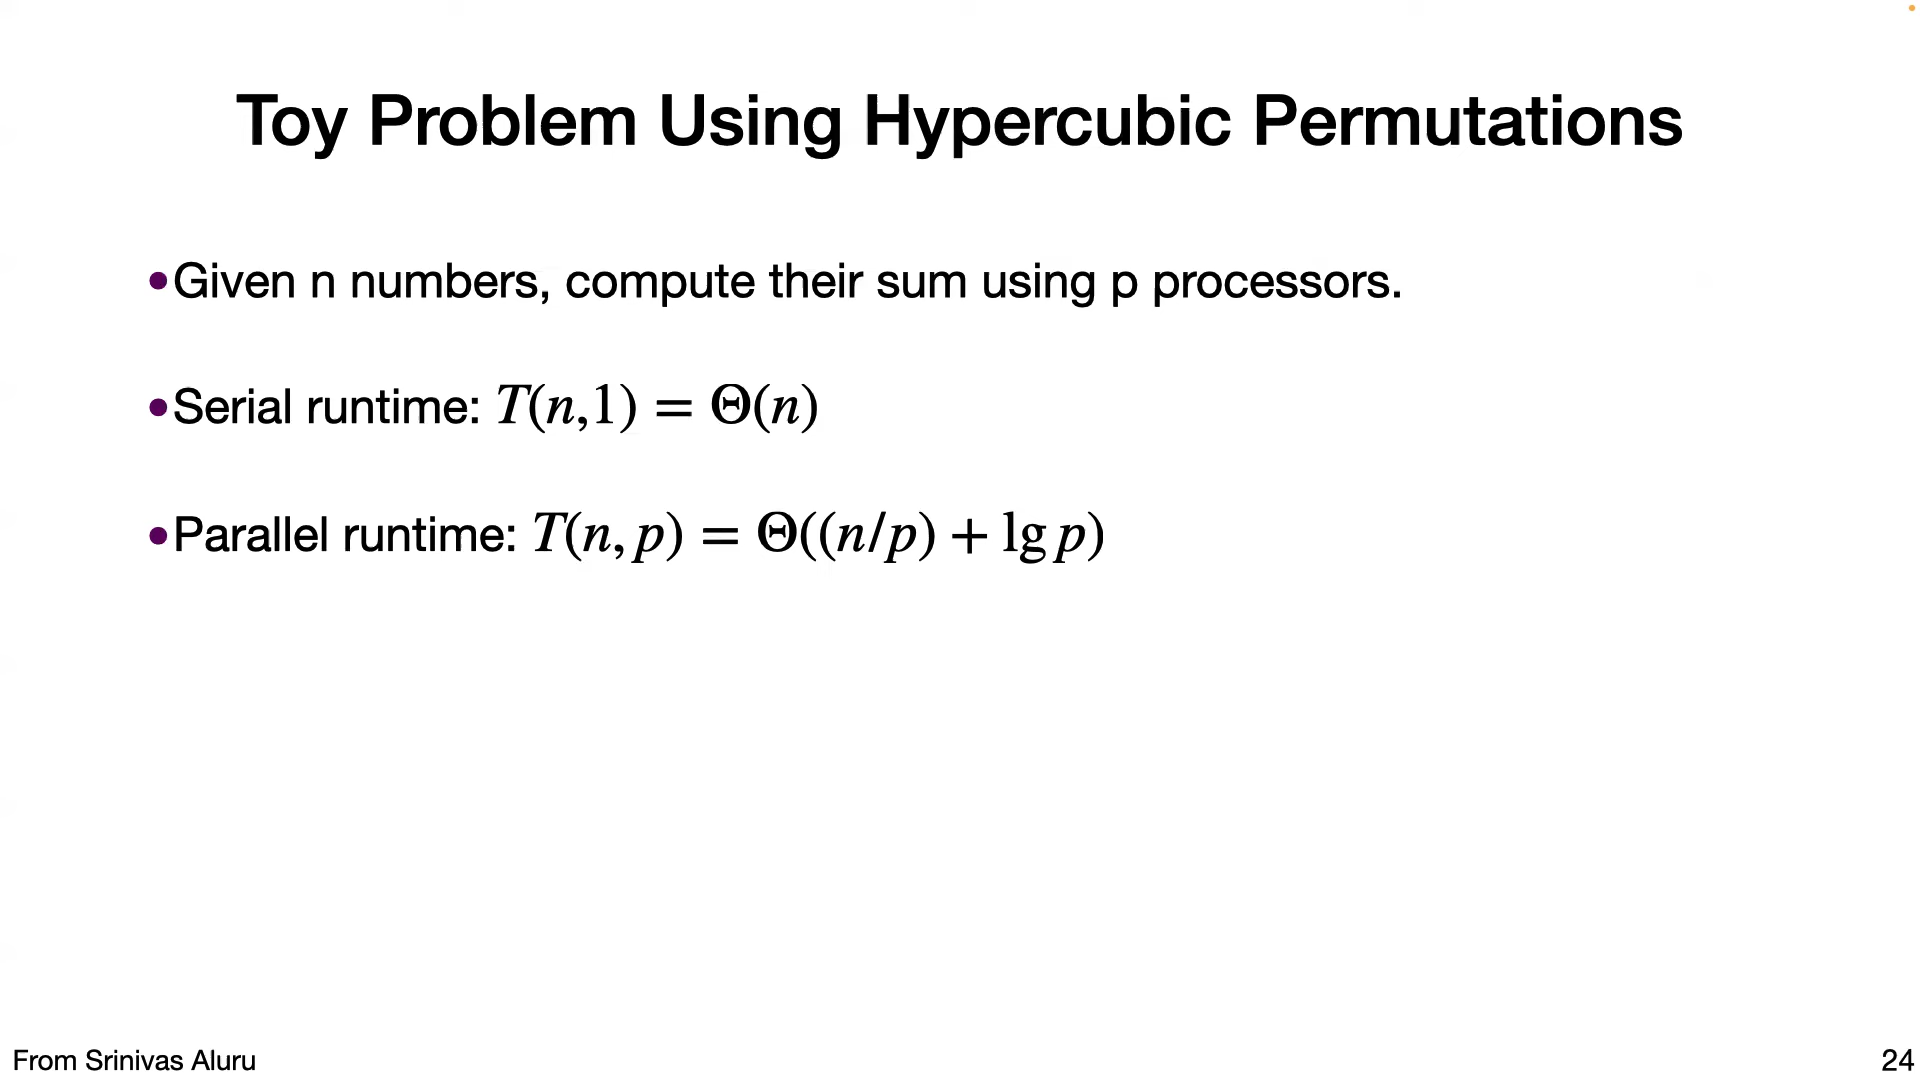 Toy Problem Using Hypercubic Permutations
•Given n numbers, compute their sum using p processors.
•Serial runtime: T(n,1) = Θ(n)
•Parallel runtime: T(n, p) = Θ((n/p) + lg p)
From Srinivas Aluru
24